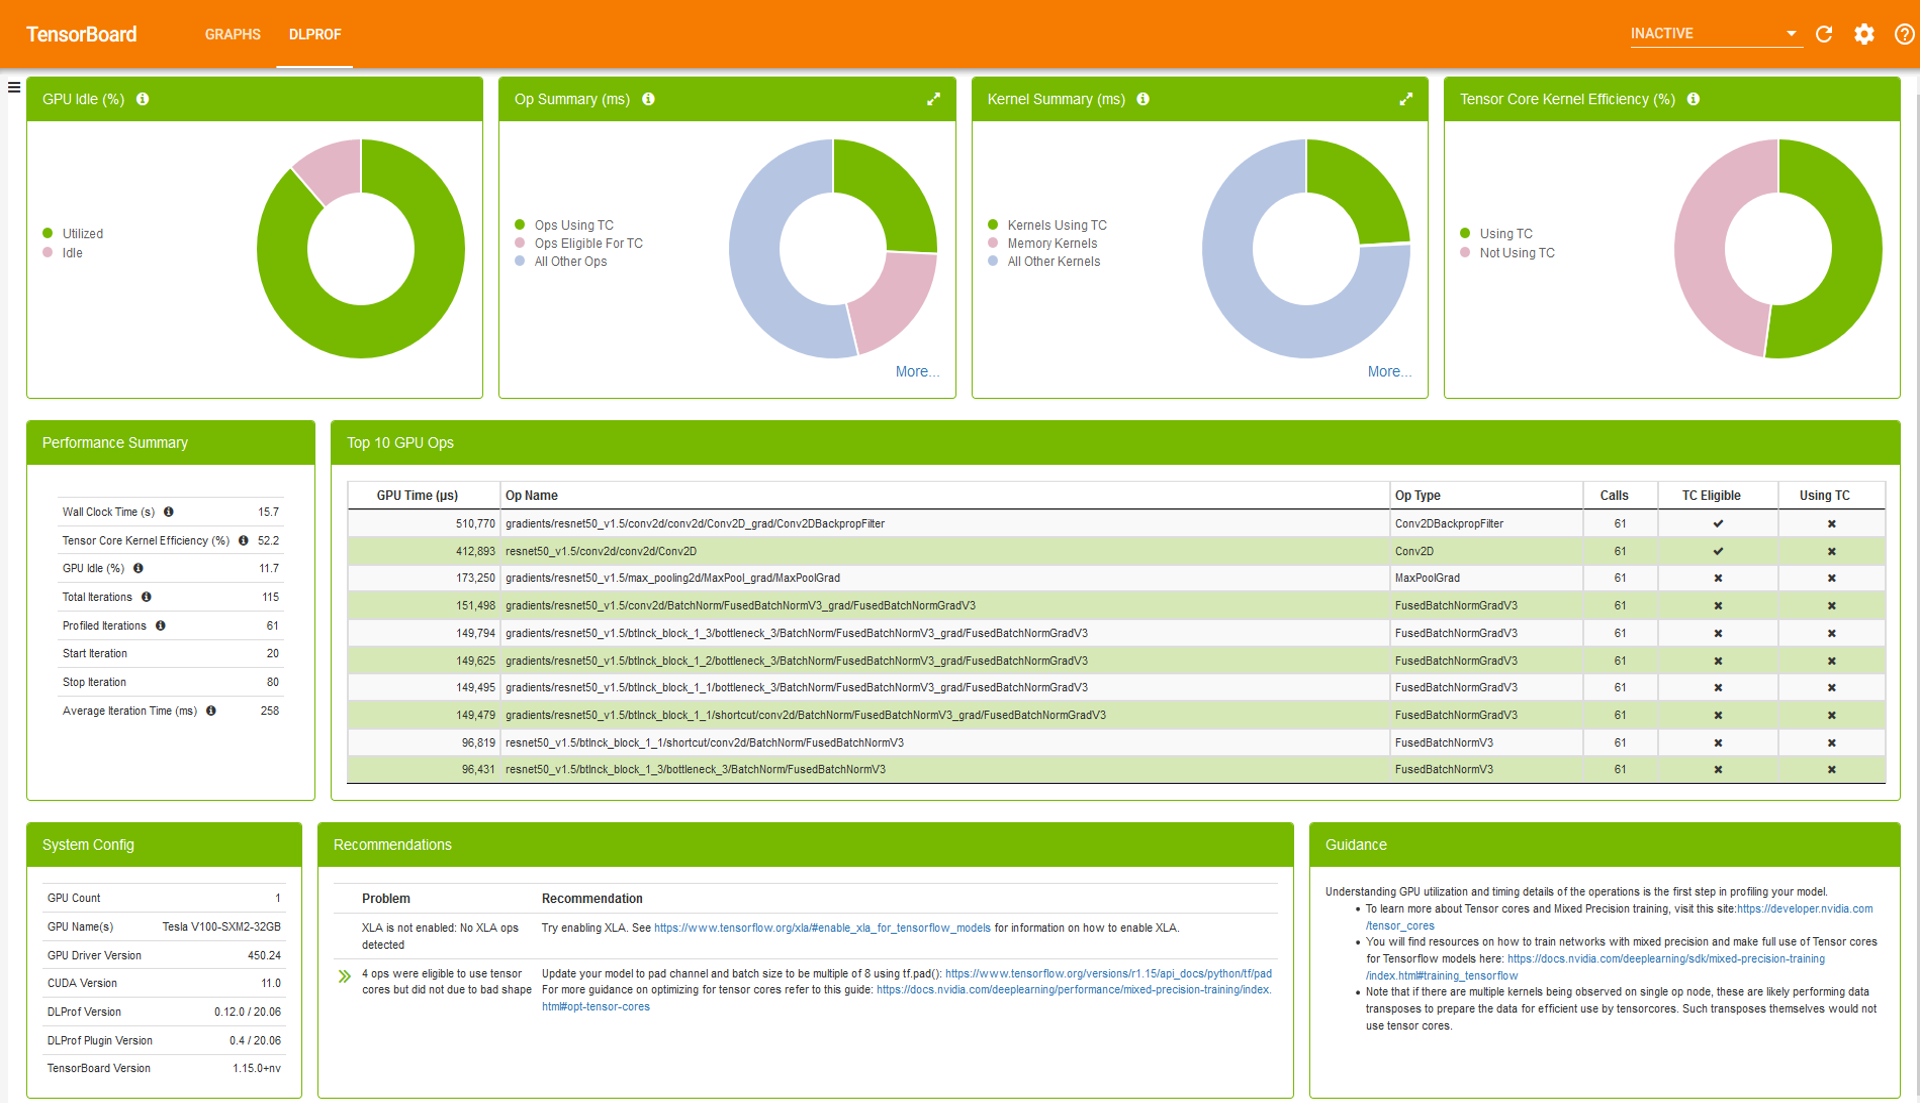 TensorBoard
GRAPHS
DLPROF
INACTIVE
GPU Idle (%)
Utilized
Idle
Op Summary (ms)
Ops Using TC
Ops Eligible For TC
All Other Ops
More...
Kernel Summary (ms)
Kernels Using TC
Memory Kernels
All Other Kernels
More...
Tensor Core Kernel Efficiency (%)
Using TC
Not Using TC
Performance Summary
Wall Clock Time (s) 15.7
Tensor Core Kernel Efficiency (%) 52.2
GPU Idle (%) 11.7
Total Iterations 115
Profiled Iterations 61
Start Iteration 20
Stop Iteration 80
Average Iteration Time (ms) 258
Top 10 GPU Ops
GPU Time (µs) Op Name Op Type Calls TC Eligible Using TC
510,770 gradients/resnet50_v1.5/conv2d/conv2d/Conv2D_grad/Conv2DBackpropFilter Conv2DBackpropFilter 61 ✔ ✖
412,893 resnet50_v1.5/conv2d/conv2d/Conv2D Conv2D 61 ✔ ✖
173,250 gradients/resnet50_v1.5/max_pooling2d/MaxPool_grad/MaxPoolGrad MaxPoolGrad 61 ✖ ✖
151,498 gradients/resnet50_v1.5/conv2d/BatchNorm/FusedBatchNormV3_grad/FusedBatchNormGradV3 FusedBatchNormGradV3 61 ✖ ✖
149,794 gradients/resnet50_v1.5/btlnck_block_1_3/bottleneck_3/BatchNorm/FusedBatchNormV3_grad/FusedBatchNormGradV3 FusedBatchNormGradV3 61 ✖ ✖
149,625 gradients/resnet50_v1.5/btlnck_block_1_2/bottleneck_3/BatchNorm/FusedBatchNormV3_grad/FusedBatchNormGradV3 FusedBatchNormGradV3 61 ✖ ✖
149,495 gradients/resnet50_v1.5/btlnck_block_1_1/bottleneck_3/BatchNorm/FusedBatchNormV3_grad/FusedBatchNormGradV3 FusedBatchNormGradV3 61 ✖ ✖
149,479 gradients/resnet50_v1.5/btlnck_block_1_1/shortcut/conv2d/BatchNorm/FusedBatchNormV3_grad/FusedBatchNormGradV3 FusedBatchNormGradV3 61 ✖ ✖
96,819 resnet50_v1.5/btlnck_block_1_1/shortcut/conv2d/BatchNorm/FusedBatchNormV3 FusedBatchNormV3 61 ✖ ✖
96,431 resnet50_v1.5/btlnck_block_1_3/bottleneck_3/BatchNorm/FusedBatchNormV3 FusedBatchNormV3 61 ✖ ✖
System Config
GPU Count 1
GPU Name(s) Tesla V100-SXM2-32GB
GPU Driver Version 450.24
CUDA Version 11.0
DLProf Version 0.12.0 / 20.06
DLProf Plugin Version 0.4 / 20.06
TensorBoard Version 1.15.0+nv
Recommendations
Problem Recommendation
XLA is not enabled: No XLA ops
detected
Try enabling XLA. See https://www.tensorflow.org/xla/#enable_xla_for_tensorflow_models for information on how to enable XLA.
4 ops were eligible to use tensor
cores but did not due to bad shape
Update your model to pad channel and batch size to be multiple of 8 using tf.pad(): https://www.tensorflow.org/versions/r1.15/api_docs/python/tf/pad
For more guidance on optimizing for tensor cores refer to this guide: https://docs.nvidia.com/deeplearning/performance/mixed-precision-training/index.
html#opt-tensor-cores
Guidance
Understanding GPU utilization and timing details of the operations is the first step in profiling your model.
• To learn more about Tensor cores and Mixed Precision training, visit this site:https://developer.nvidia.com
/tensor_cores
• You will find resources on how to train networks with mixed precision and make full use of Tensor cores
for Tensorflow models here: https://docs.nvidia.com/deeplearning/sdk/mixed-precision-training
/index.html#training_tensorflow
• Note that if there are multiple kernels being observed on single op node, these are likely performing data
transposes to prepare the data for efficient use by tensorcores. Such transposes themselves would not
use tensor cores.